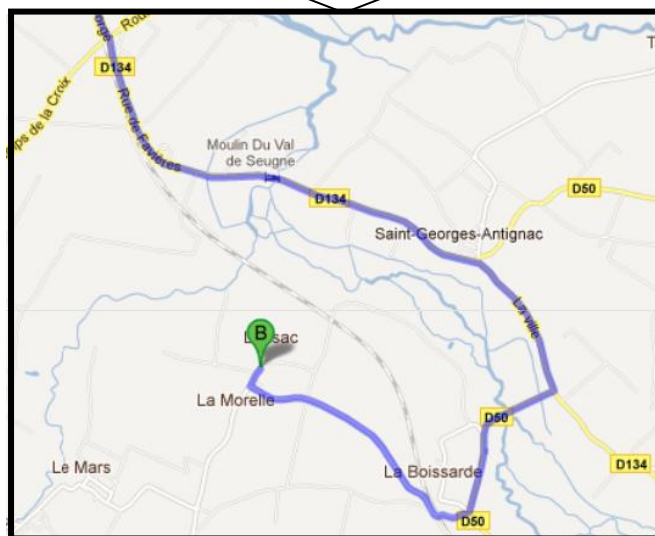 D134
Rue de Favières
Moulin Du Val
de Seugne
D134
D50
Saint-Georges-Antignac
La ville
B
La Morelle
D50
Le Mars
La Boissarde
D134
D50